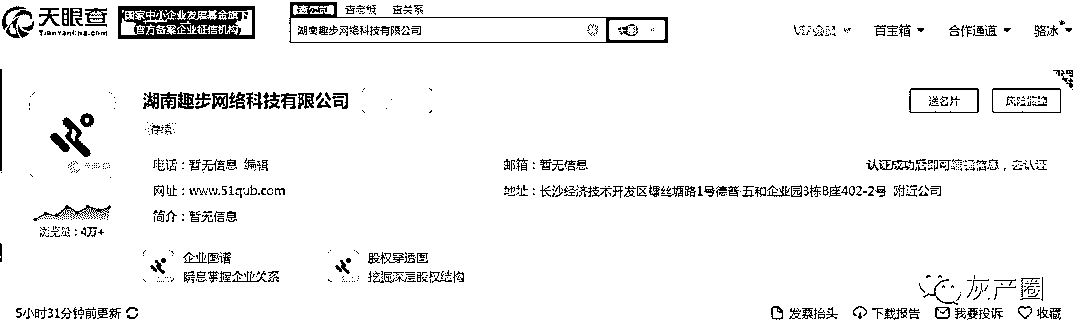 天眼查
TianYanCha.com
国家中小企业发展基金旗下
官方备案企业征信机构
查公司 查老板 查关系
湖南趣步网络科技有限公司
百宝箱 合作通道 骆冰
湖南趣步网络科技有限公司
存续
送名片 风险监控
电话：暂无信息 编辑
邮箱：暂无信息
认证成功后即可编辑信息，去认证
网址：www.51qub.com
地址：长沙经济技术开发区螺丝塘路1号德普·五和企业园3栋B座402-2号 附近公司
简介：暂无信息
浏览量：4万+
企业图谱
瞬息掌握企业关系
股权穿透图
挖掘深层股权结构
灰产圈
5小时31分钟前更新
发票抬头 下载报告 我要投诉 收藏